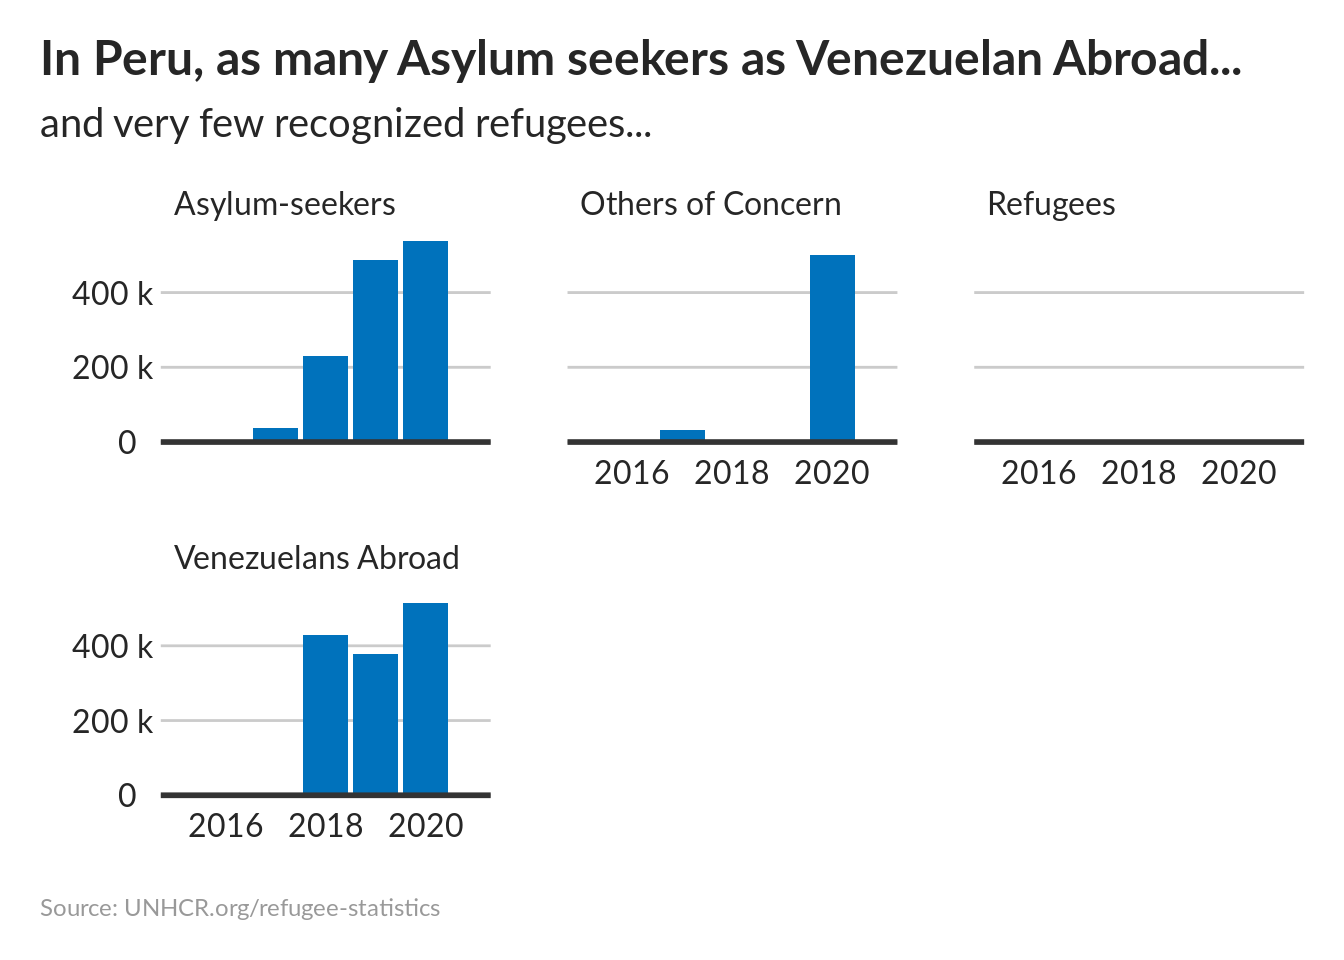 In Peru, as many Asylum seekers as Venezuelan Abroad...
and very few recognized refugees...
Asylum-seekers
Others of Concern
Refugees
400 k
200 k
0
2016 2018 2020
2016 2018 2020
Venezuelans Abroad
400 k
200 k
0
2016 2018 2020
Source: UNHCR.org/refugee-statistics